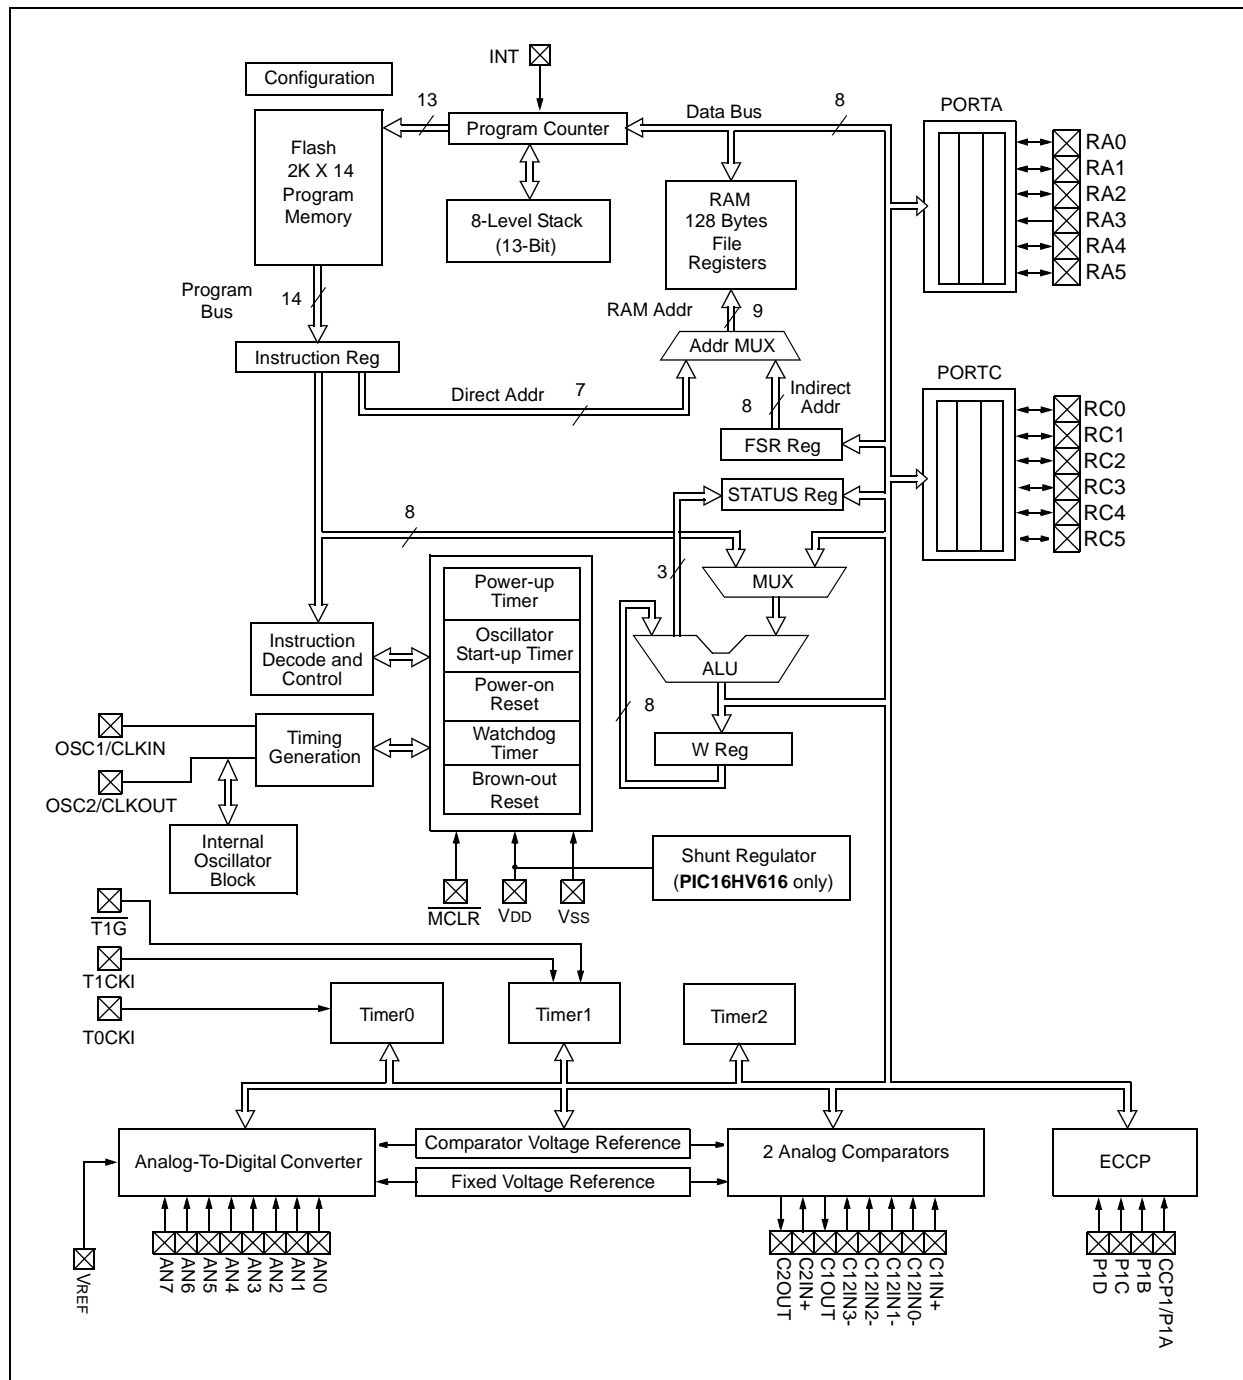 INT
Configuration
13
Program Counter
Data Bus
8
PORTA
Flash
2K X 14
Program
Memory
8-Level Stack
(13-Bit)
RAM
128 Bytes
File
Registers
RA0
RA1
RA2
RA3
RA4
RA5
Program
Bus
14
RAM Addr
9
Addr MUX
Instruction Reg
Direct Addr
7
8
Indirect
Addr
FSR Reg
STATUS Reg
PORTC
RC0
RC1
RC2
RC3
RC4
RC5
8
3
MUX
ALU
8
W Reg
Power-up
Timer
Oscillator
Start-up Timer
Power-on
Reset
Watchdog
Timer
Brown-out
Reset
Instruction
Decode and
Control
OSC1/CLKIN
Timing
Generation
OSC2/CLKOUT
Internal
Oscillator
Block
Shunt Regulator
(PIC16HV616 only)
MCLR
VDD
VSS
T1G
T1CKI
T0CKI
Timer0
Timer1
Timer2
Analog-To-Digital Converter
Comparator Voltage Reference
Fixed Voltage Reference
2 Analog Comparators
ECCP
VREF
AN7
AN6
AN5
AN4
AN3
AN2
AN1
AN0
C2OUT
C2IN+
C1OUT
C12IN3-
C12IN2-
C12IN1-
C12IN0-
C1IN+
P1D
P1C
P1B
CCP1/P1A